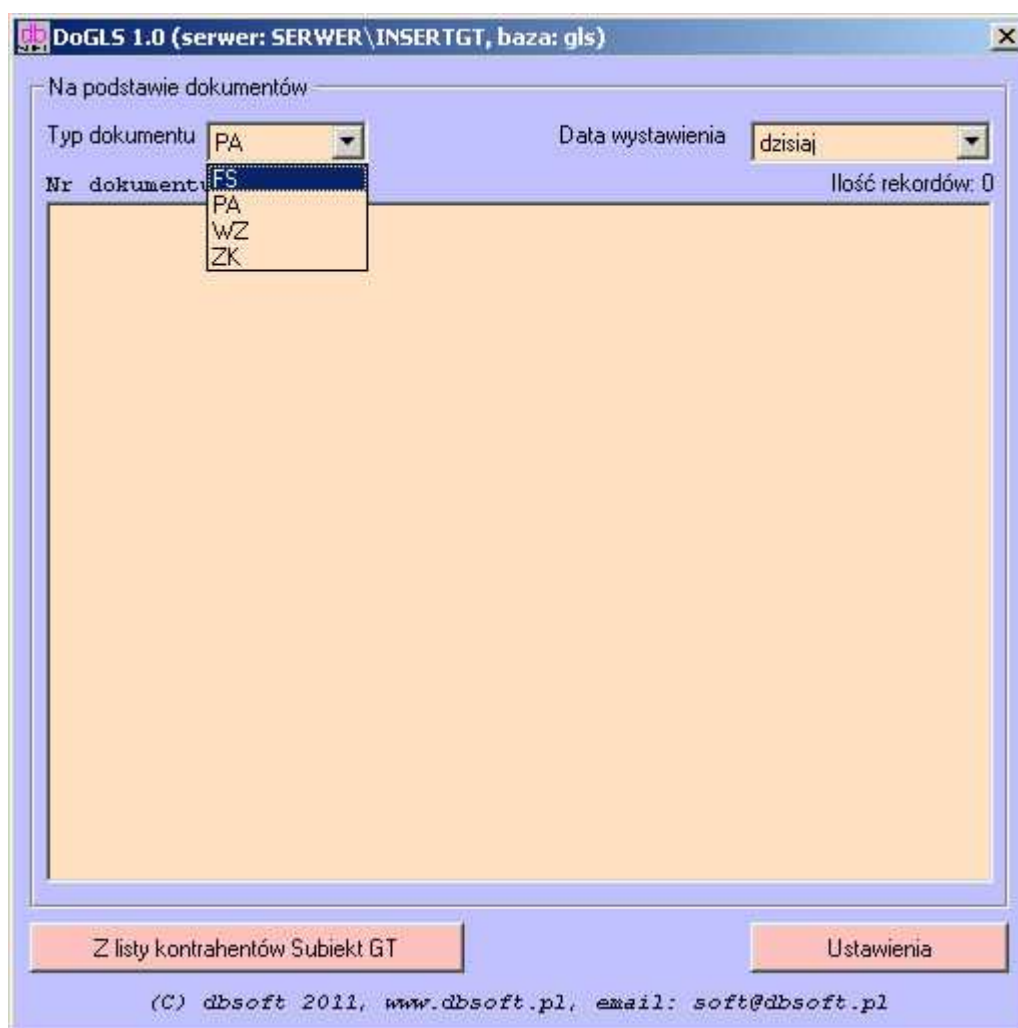 DoGLS 1.0 (serwer: SERWER\INSERTGT, baza: gls)
Na podstawie dokumentów
Typ dokumentu PA Data wystawienia dzisiaj
Nr dokumentu Ilość rekordów: 0
FS
PA
WZ
ZK
Z listy kontrahentów Subiekt GT Ustawienia
(C) dbsoft 2011, www.dbsoft.pl, email: soft@dbsoft.pl